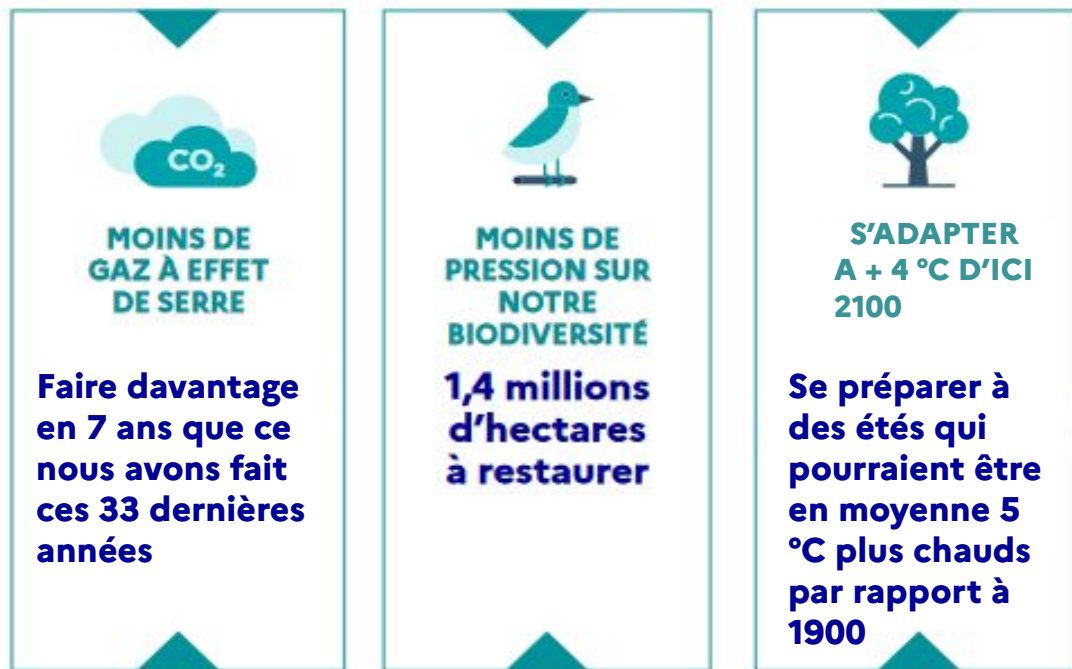 CO₂
MOINS DE
GAZ À EFFET
DE SERRE
Faire davantage
en 7 ans que ce
nous avons fait
ces 33 dernières
années
MOINS DE
PRESSION SUR
NOTRE
BIODIVERSITÉ
1,4 millions
d’hectares
à restaurer
S’ADAPTER
A + 4 °C D’ICI
2100
Se préparer à
des étés qui
pourraient être
en moyenne 5
°C plus chauds
par rapport à
1900